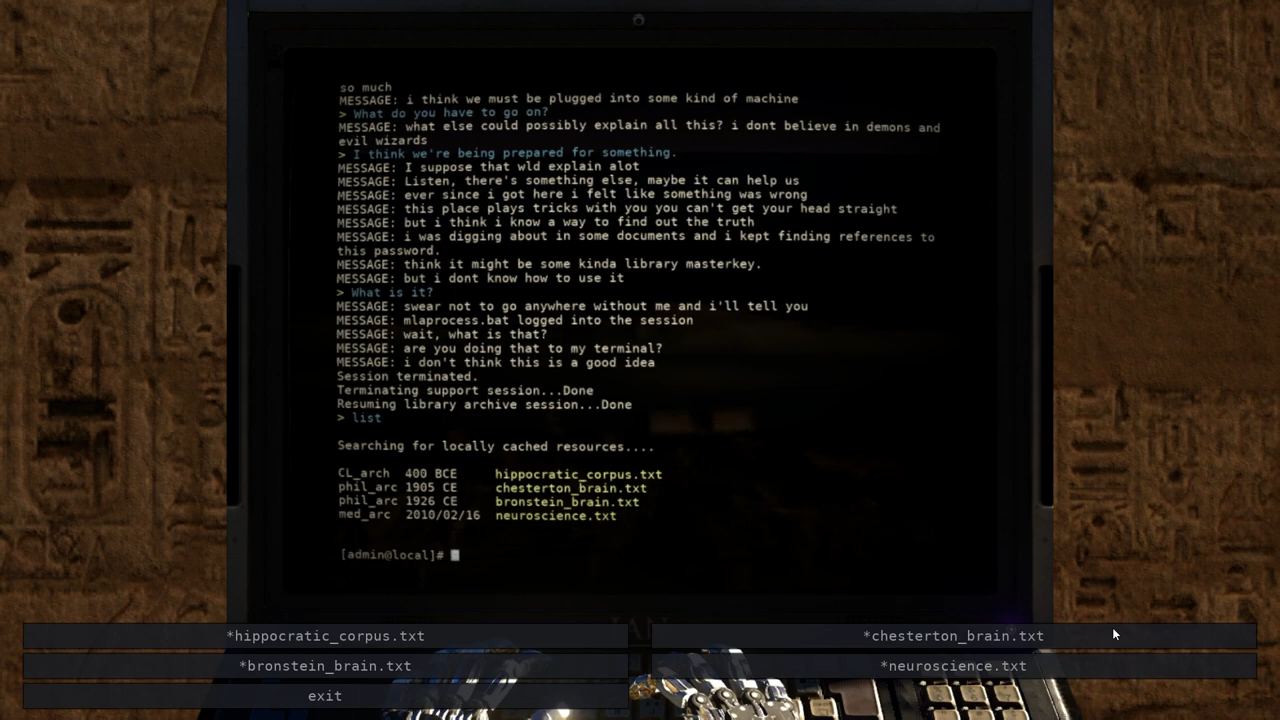 so much
MESSAGE: i think we must be plugged into some kind of machine
> What do you have to go on?
MESSAGE: what else could possibly explain all this? i dont believe in demons and
evil wizards
> I think we're being prepared for something.
MESSAGE: I suppose that wld explain alot
MESSAGE: Listen, there's something else, maybe it can help us
MESSAGE: ever since i got here i felt like something was wrong
MESSAGE: this place plays tricks with you you can't get your head straight
MESSAGE: but i think i know a way to find out the truth
MESSAGE: i was digging about in some documents and i kept finding references to
this password.
MESSAGE: think it might be some kinda library masterkey.
MESSAGE: but i dont know how to use it
> What is it?
MESSAGE: swear not to go anywhere without me and i'll tell you
MESSAGE: mlaprocess.bat logged into the session
MESSAGE: wait, what is that?
MESSAGE: are you doing that to my terminal?
MESSAGE: i don't think this is a good idea
Session terminated.
Terminating support session...Done
Resuming library archive session...Done
> list
Searching for locally cached resources....
CL_arch 400 BCE hippocratic_corpus.txt
phil_arc 1905 CE chesterton_brain.txt
phil_arc 1926 CE bronstein_brain.txt
med_arc 2010/02/16 neuroscience.txt
[admin@local]#
*hippocratic_corpus.txt
*chesterton_brain.txt
*bronstein_brain.txt
*neuroscience.txt
exit